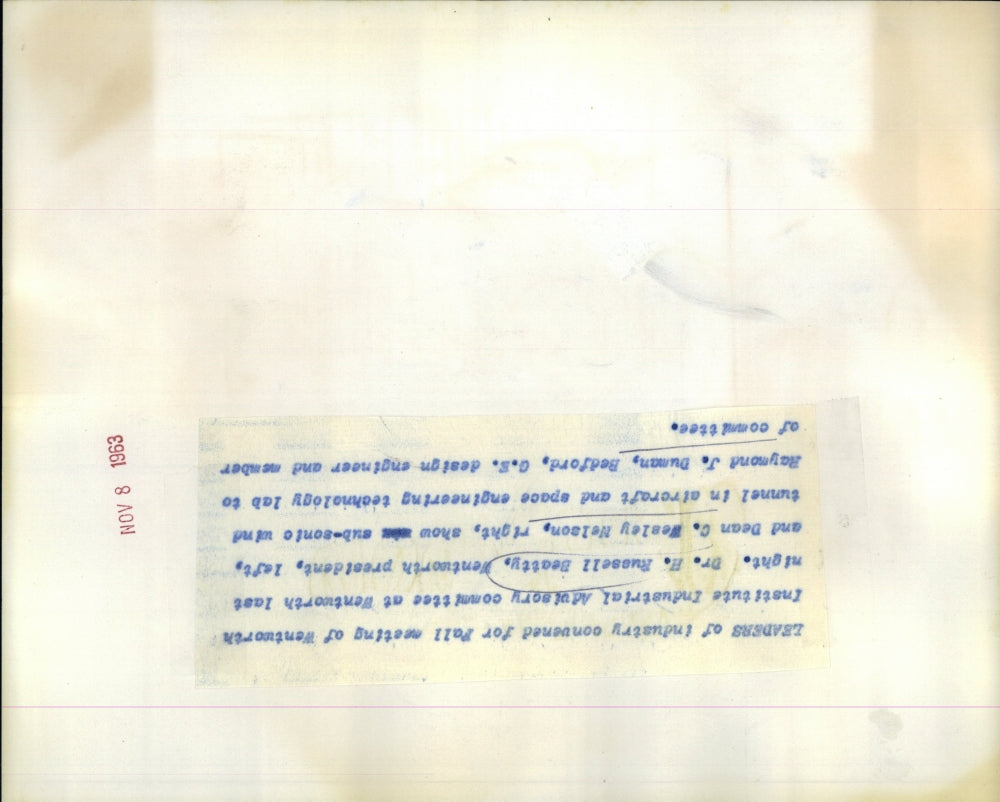 LEADERS of industry convened for Fall meeting of Wentworth
Institute Industrial Advisory committee at Wentworth last
night. Dr. H. Russell Beatty, Wentworth president, left,
and Dean C. Wesley Nelson, right, show sub-sonic wind
tunnel in aircraft and space engineering technology lab to
Raymond J. Duman, Bedford, G.E. design engineer and member
of committee.
NOV 8 1963